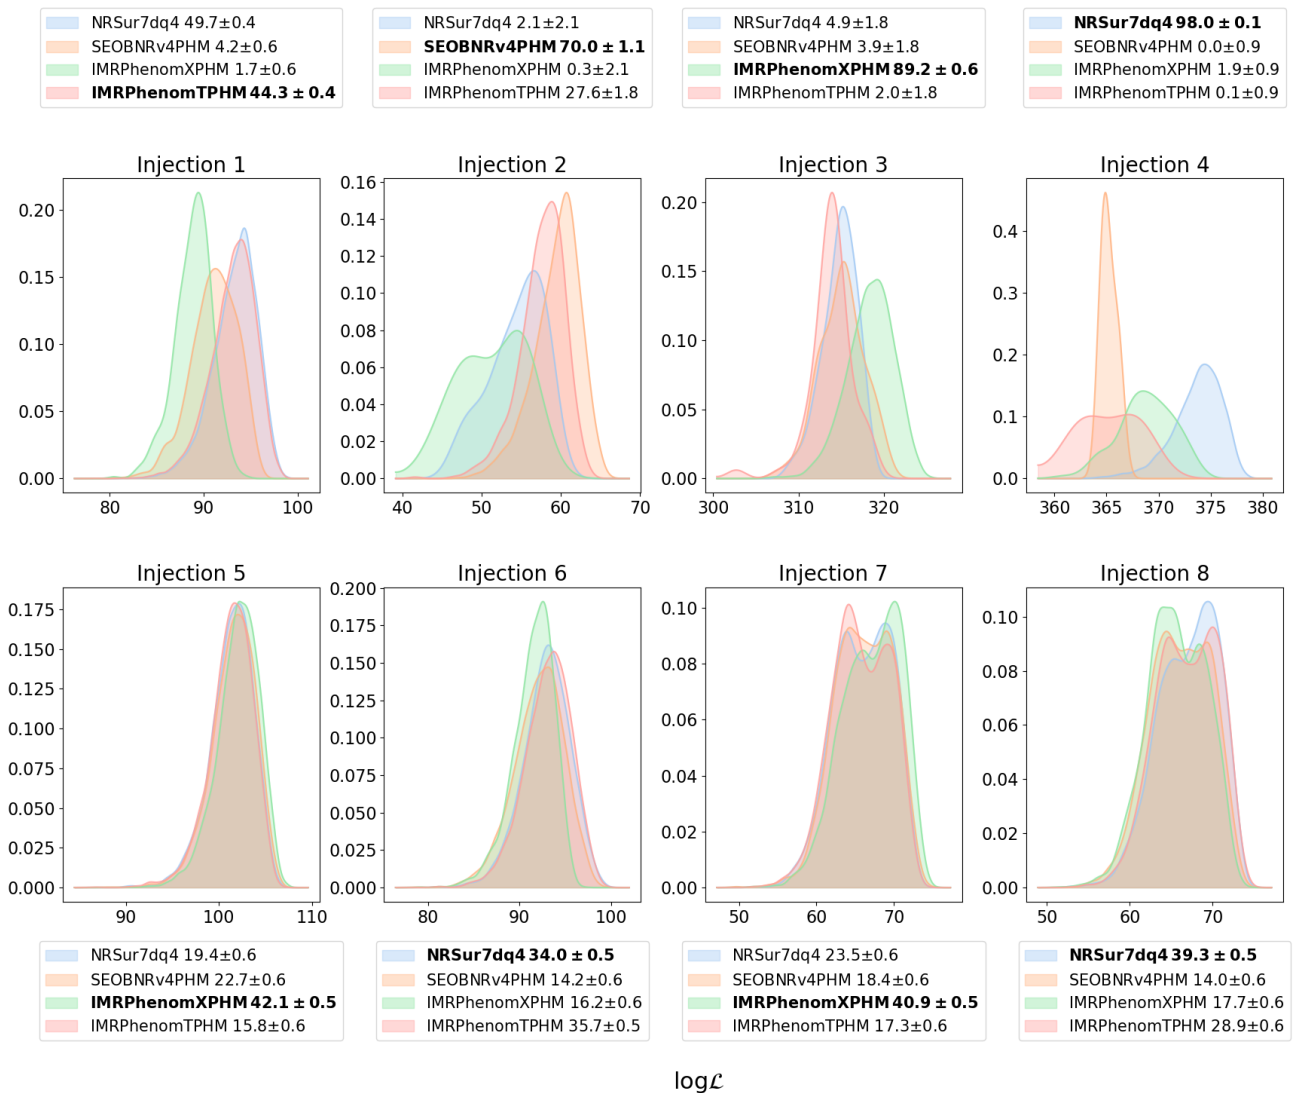 NRSur7dq4 49.7±0.4
SEOBNRv4PHM 4.2±0.6
IMRPhenomXPHM 1.7±0.6
IMRPhenomTPHM 44.3 ± 0.4
NRSur7dq4 2.1±2.1
SEOBNRv4PHM 70.0 ± 1.1
IMRPhenomXPHM 0.3±2.1
IMRPhenomTPHM 27.6±1.8
NRSur7dq4 4.9±1.8
SEOBNRv4PHM 3.9±1.8
IMRPhenomXPHM 89.2 ± 0.6
IMRPhenomTPHM 2.0±1.8
NRSur7dq4 98.0 ± 0.1
SEOBNRv4PHM 0.0±0.9
IMRPhenomXPHM 1.9±0.9
IMRPhenomTPHM 0.1±0.9
Injection 1
0.20
0.15
0.10
0.05
0.00
80 90 100
Injection 2
0.16
0.14
0.12
0.10
0.08
0.06
0.04
0.02
0.00
40 50 60 70
Injection 3
0.20
0.15
0.10
0.05
0.00
300 310 320
Injection 4
0.4
0.3
0.2
0.1
0.0
360 365 370 375 380
Injection 5
0.175
0.150
0.125
0.100
0.075
0.050
0.025
0.000
90 100 110
Injection 6
0.200
0.175
0.150
0.125
0.100
0.075
0.050
0.025
0.000
80 90 100
Injection 7
0.10
0.08
0.06
0.04
0.02
0.00
50 60 70
Injection 8
0.10
0.08
0.06
0.04
0.02
0.00
50 60 70
NRSur7dq4 19.4±0.6
SEOBNRv4PHM 22.7±0.6
IMRPhenomXPHM 42.1 ± 0.5
IMRPhenomTPHM 15.8±0.6
NRSur7dq4 34.0 ± 0.5
SEOBNRv4PHM 14.2±0.6
IMRPhenomXPHM 16.2±0.6
IMRPhenomTPHM 35.7±0.5
NRSur7dq4 23.5±0.6
SEOBNRv4PHM 18.4±0.6
IMRPhenomXPHM 40.9 ± 0.5
IMRPhenomTPHM 17.3±0.6
NRSur7dq4 39.3 ± 0.5
SEOBNRv4PHM 14.0±0.6
IMRPhenomXPHM 17.7±0.6
IMRPhenomTPHM 28.9±0.6
logℒ